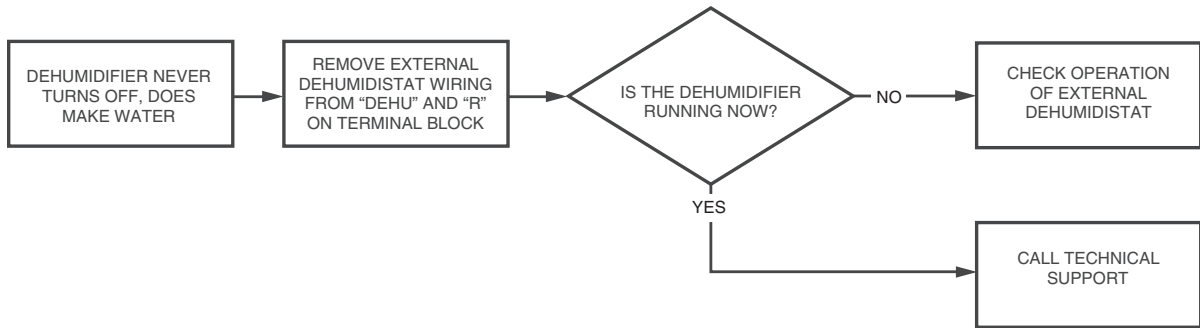 DEHUMIDIFIER NEVER
TURNS OFF, DOES
MAKE WATER
REMOVE EXTERNAL
DEHUMIDISTAT WIRING
FROM “DEHU” AND “R”
ON TERMINAL BLOCK
IS THE DEHUMIDIFIER
RUNNING NOW?
NO
CHECK OPERATION
OF EXTERNAL
DEHUMIDISTAT
YES
CALL TECHNICAL
SUPPORT